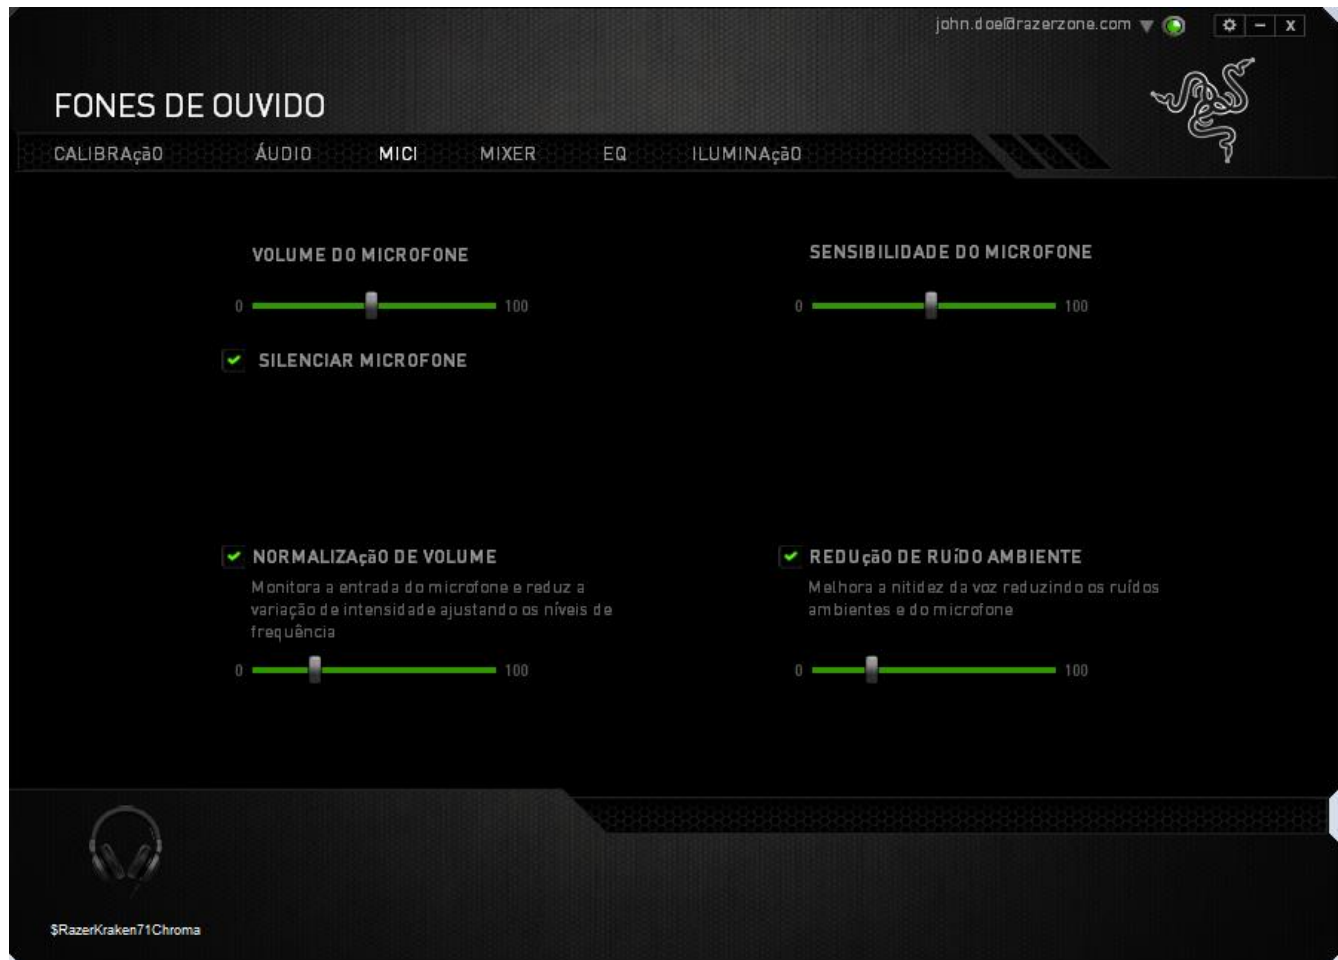 john.doe@razerzone.com
X
FONES DE OUVIDO
CALIBRAçãO ÁUDIO MICI MIXER EQ ILUMINAçãO
VOLUME DO MICROFONE
SENSIBILIDADE DO MICROFONE
0 100
0 100
SILENCIAR MICROFONE
NORMALIZAçãO DE VOLUME
Monitora a entrada do microfone e reduz a
variação de intensidade ajustando os níveis de
frequência
0 100
REDUçãO DE RUíDO AMBIENTE
Melhora a nitidez da voz reduzindo os ruídos
ambientes e do microfone
0 100
$RazerKraken71Chroma